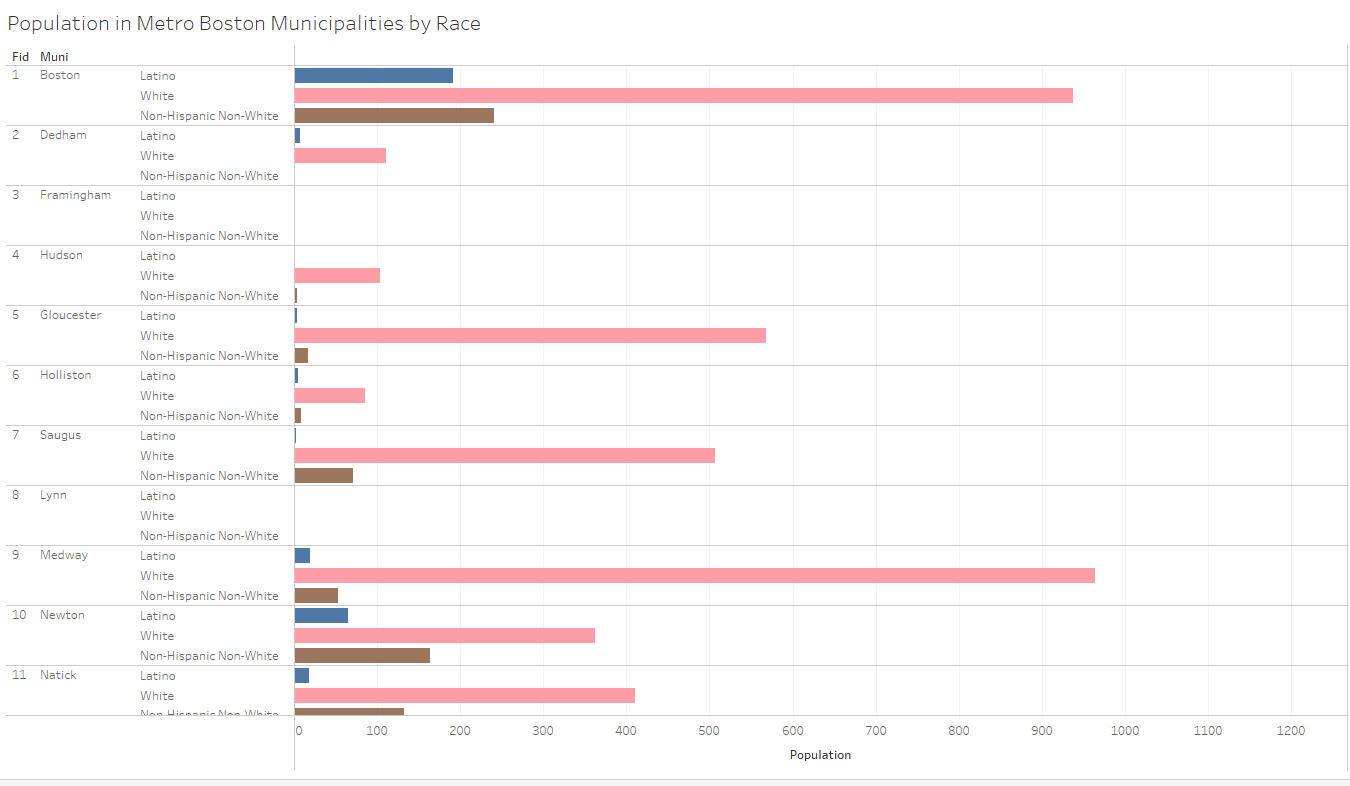 Population in Metro Boston Municipalities by Race
Fid Muni
1 Boston Latino
White
Non-Hispanic Non-White
2 Dedham Latino
White
Non-Hispanic Non-White
3 Framingham Latino
White
Non-Hispanic Non-White
4 Hudson Latino
White
Non-Hispanic Non-White
5 Gloucester Latino
White
Non-Hispanic Non-White
6 Holliston Latino
White
Non-Hispanic Non-White
7 Saugus Latino
White
Non-Hispanic Non-White
8 Lynn Latino
White
Non-Hispanic Non-White
9 Medway Latino
White
Non-Hispanic Non-White
10 Newton Latino
White
Non-Hispanic Non-White
11 Natick Latino
White
Non-Hispanic Non-White
0 100 200 300 400 500 600 700 800 900 1000 1100 1200
Population